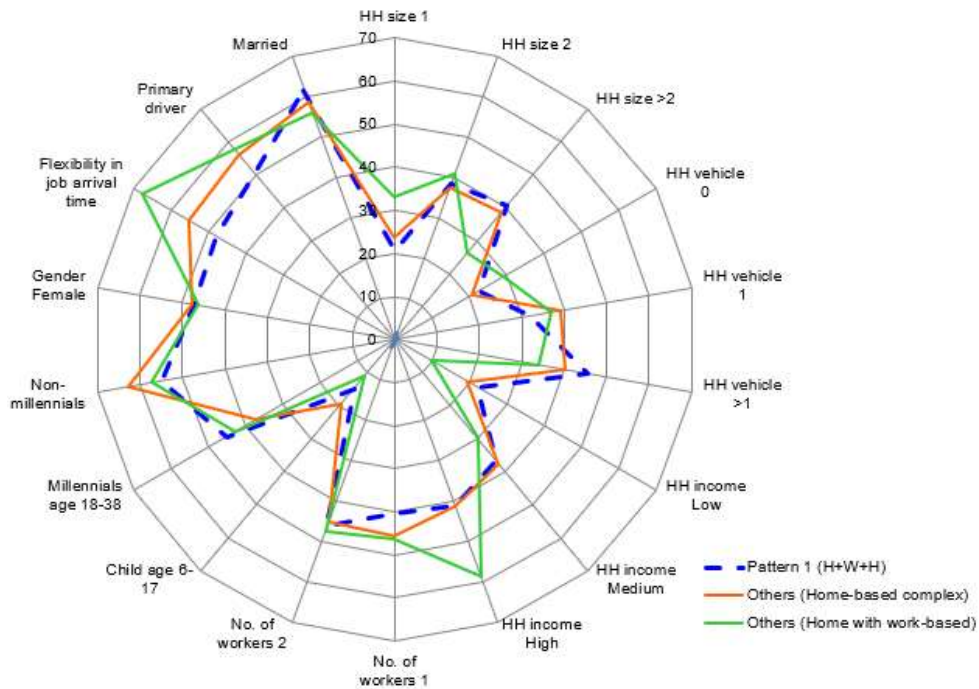 HH size 1
70
60
50
40
30
20
10
0
HH size 2
HH size >2
HH vehicle
0
HH vehicle
1
HH vehicle
>1
HH income
Low
HH income
Medium
HH income
High
No. of
workers 1
No. of
workers 2
Child age 6-
17
Millennials
age 18-38
Non-
millennials
Gender
Female
Flexibility in
job arrival
time
Primary
driver
Married
Pattern 1 (H+W+H)
Others (Home-based complex)
Others (Home with work-based)